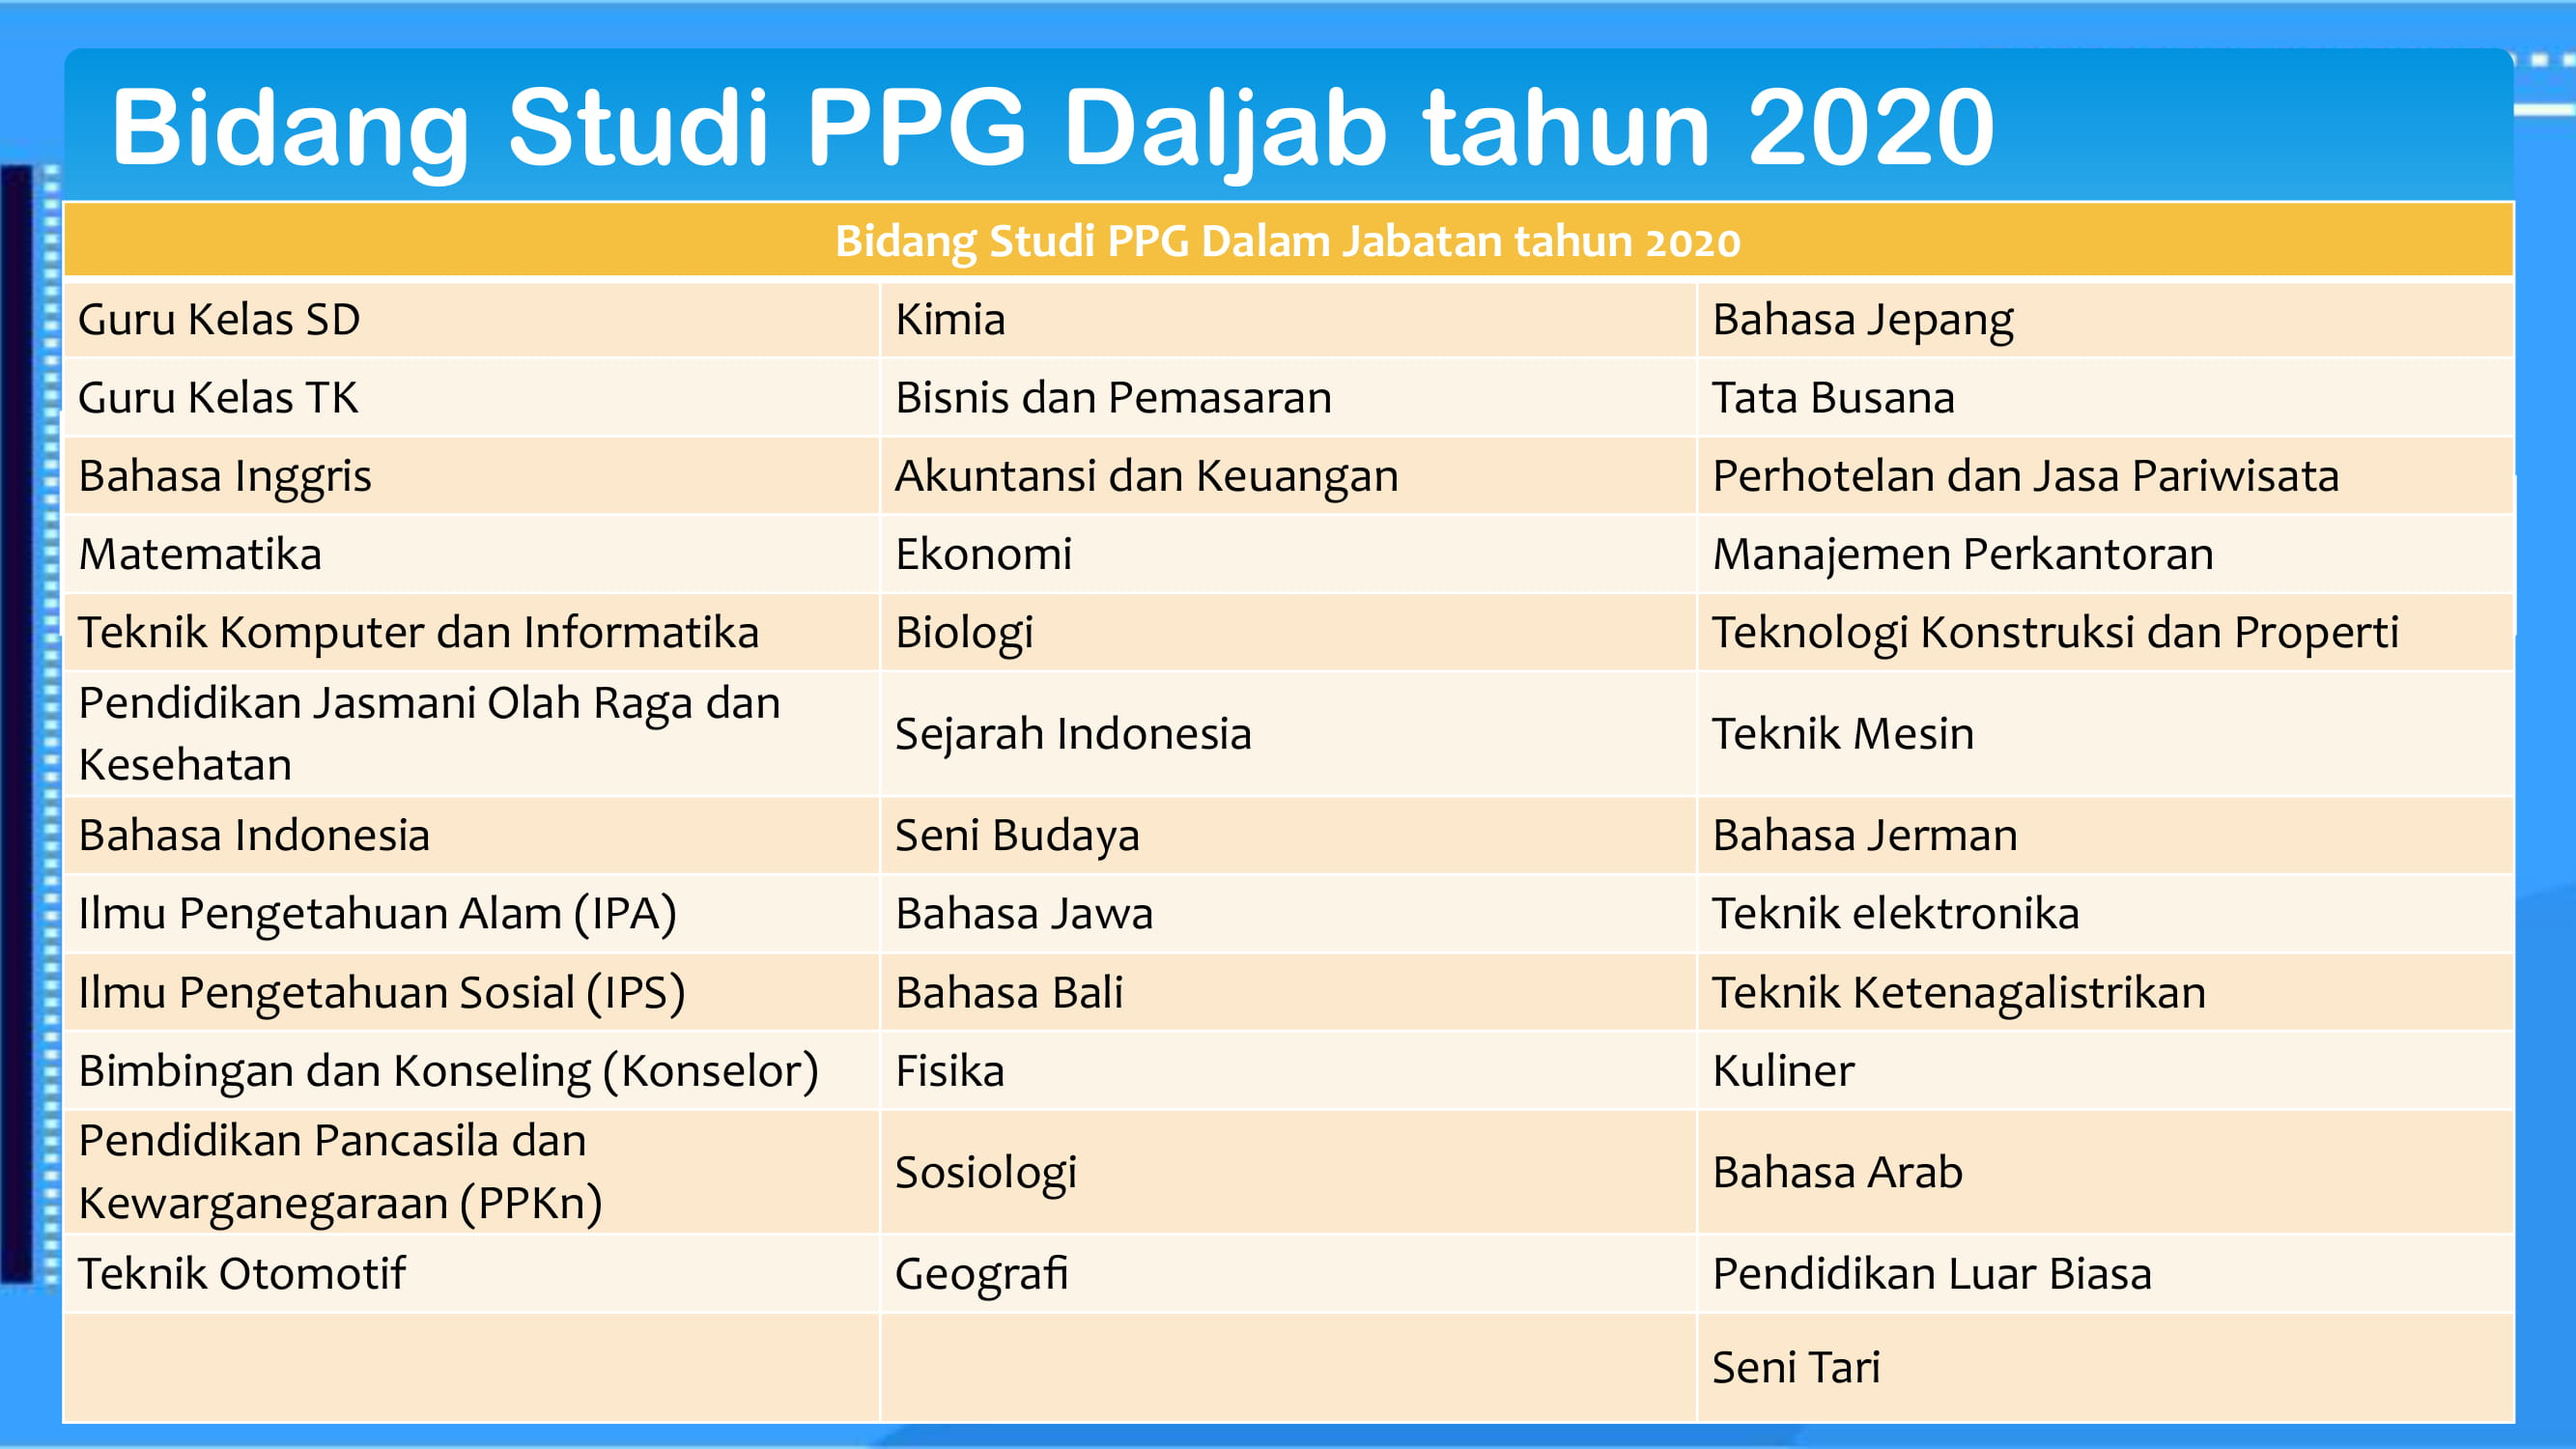 Bidang Studi PPG Daljab tahun 2020
Bidang Studi PPG Dalam Jabatan tahun 2020
Guru Kelas SD
Kimia
Bahasa Jepang
Guru Kelas TK
Bisnis dan Pemasaran
Tata Busana
Bahasa Inggris
Akuntansi dan Keuangan
Perhotelan dan Jasa Pariwisata
Matematika
Ekonomi
Manajemen Perkantoran
Teknik Komputer dan Informatika
Biologi
Teknologi Konstruksi dan Properti
Pendidikan Jasmani Olah Raga dan
Kesehatan
Sejarah Indonesia
Teknik Mesin
Bahasa Indonesia
Seni Budaya
Bahasa Jerman
Ilmu Pengetahuan Alam (IPA)
Bahasa Jawa
Teknik elektronika
Ilmu Pengetahuan Sosial (IPS)
Bahasa Bali
Teknik Ketenagalistrikan
Bimbingan dan Konseling (Konselor)
Fisika
Kuliner
Pendidikan Pancasila dan
Kewarganegaraan (PPKn)
Sosiologi
Bahasa Arab
Teknik Otomotif
Geografi
Pendidikan Luar Biasa
Seni Tari